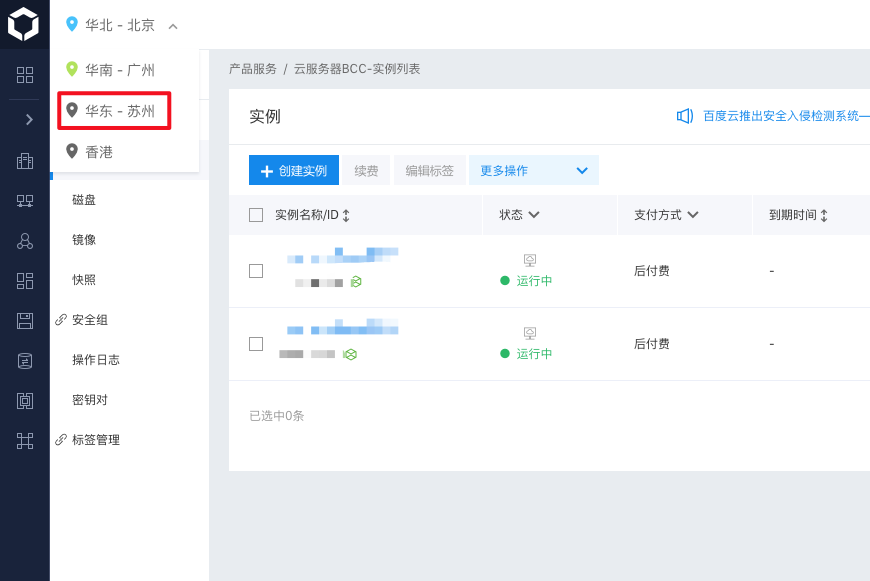 华北 - 北京
华南 - 广州
华东 - 苏州
香港
磁盘
镜像
快照
安全组
操作日志
密钥对
标签管理
产品服务 / 云服务器BCC-实例列表
实例
百度云推出安全入侵检测系统—
创建实例 续费 编辑标签 更多操作
实例名称/ID 状态 支付方式 到期时间
运行中 后付费 -
运行中 后付费 -
已选中0条